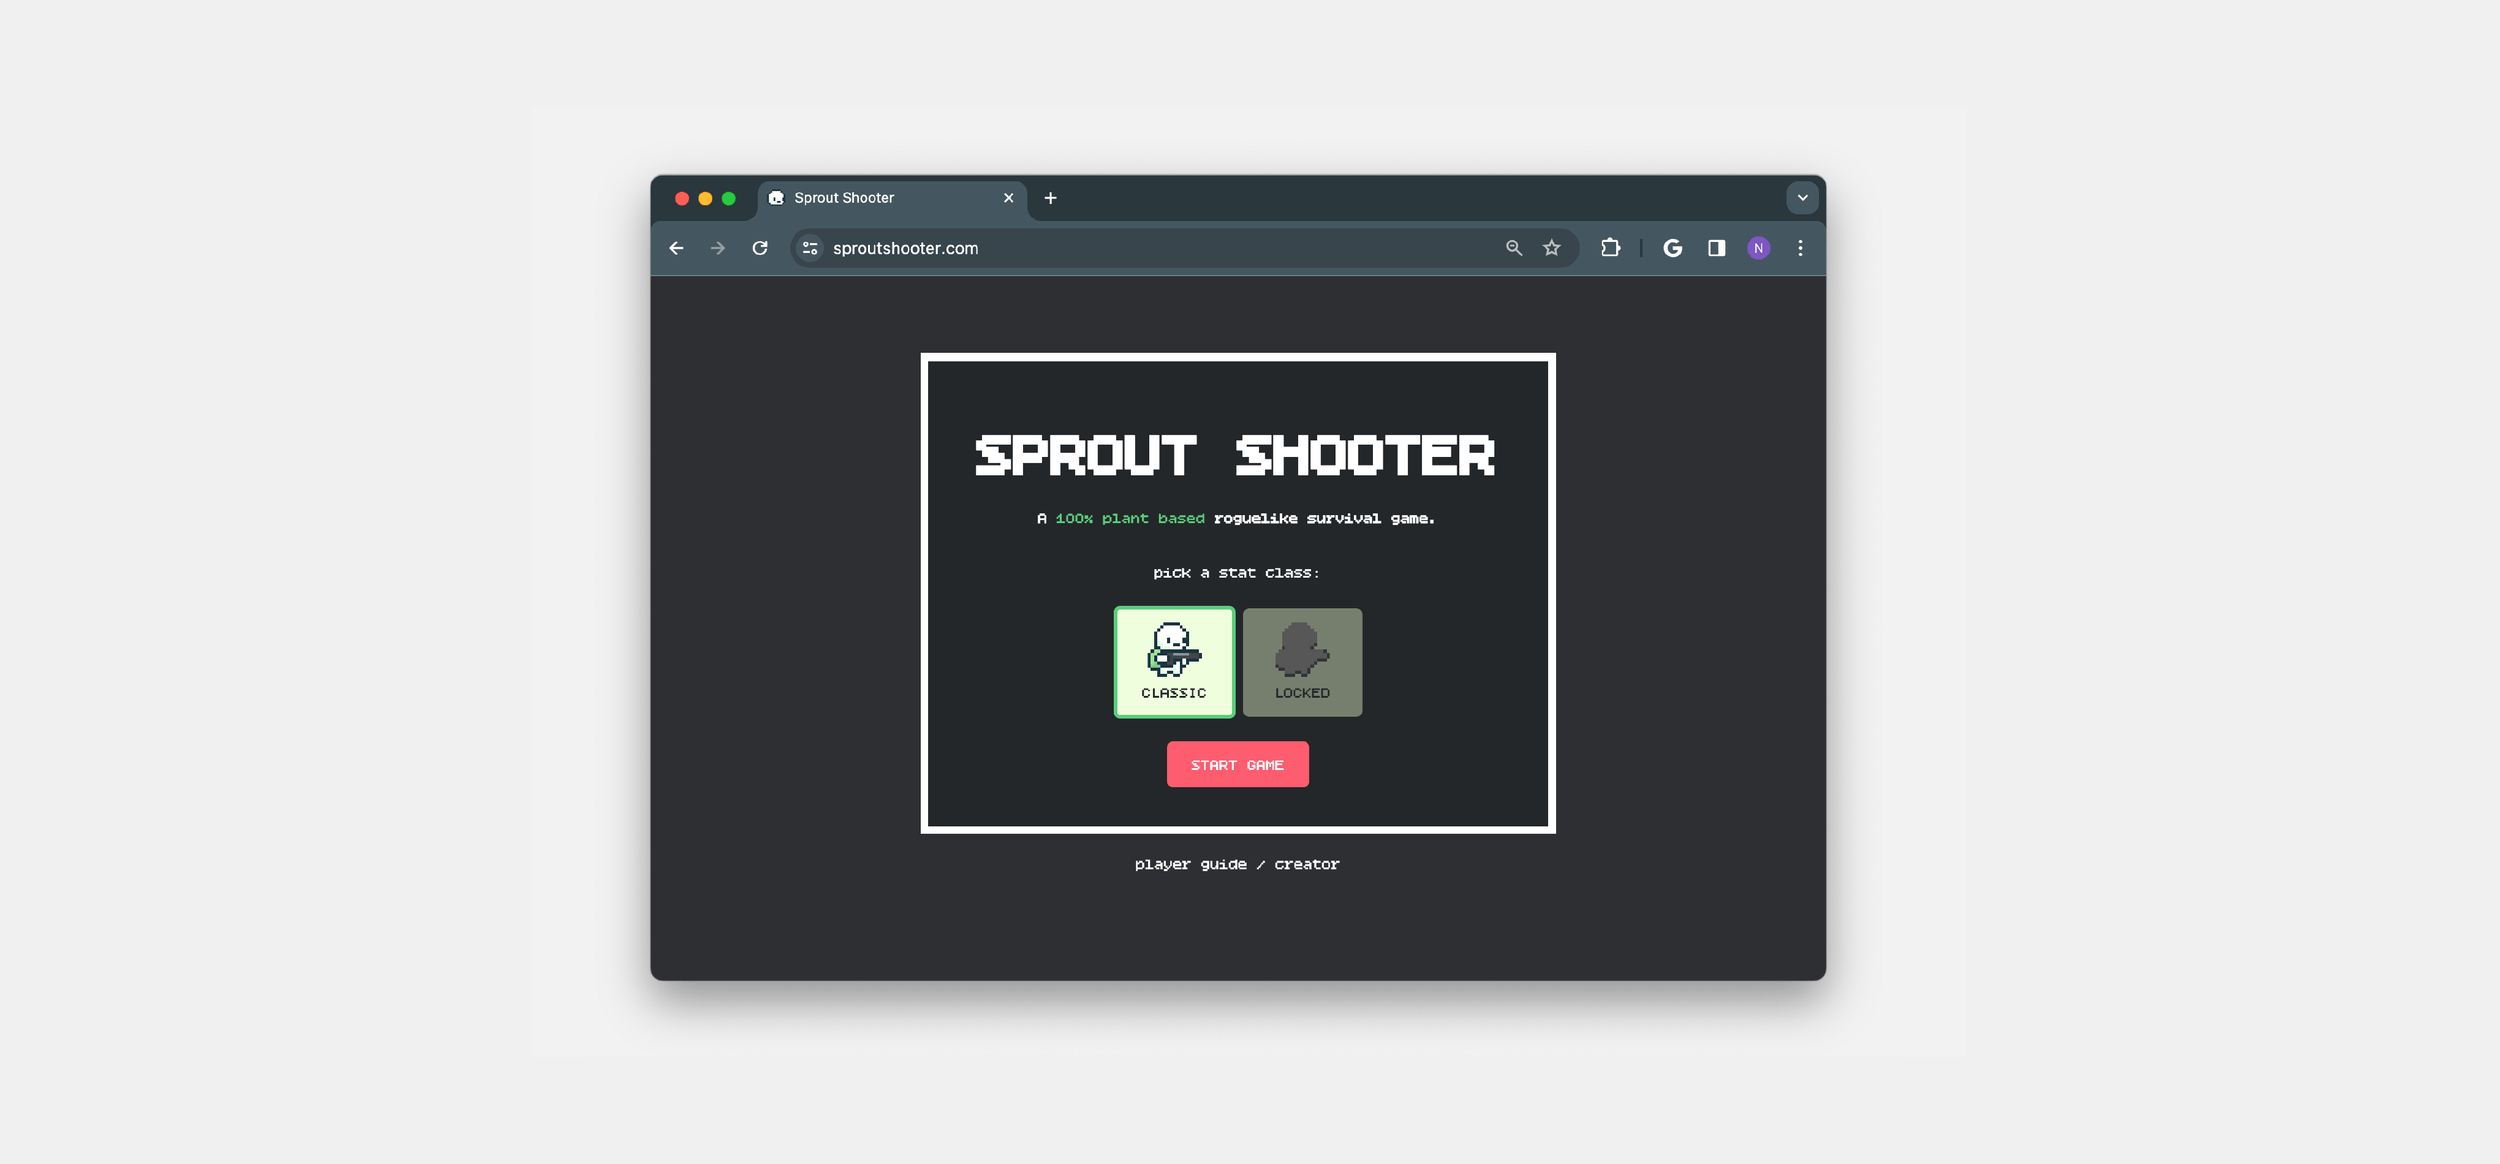 Sprout Shooter
sproutshooter.com
N
SPROUT SHOOTER
A 100% plant based roguelike survival game.
pick a stat class:
CLASSIC
LOCKED
START GAME
player guide / creator